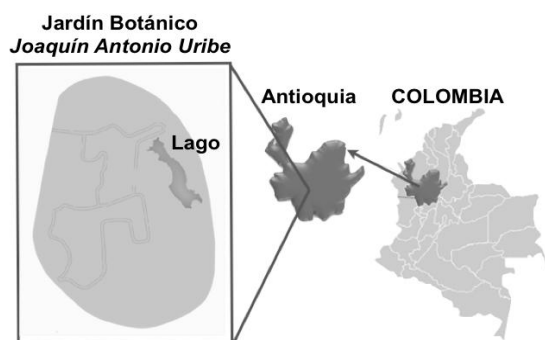 Jardín Botánico
Joaquín Antonio Uribe
Lago
Antioquia
COLOMBIA